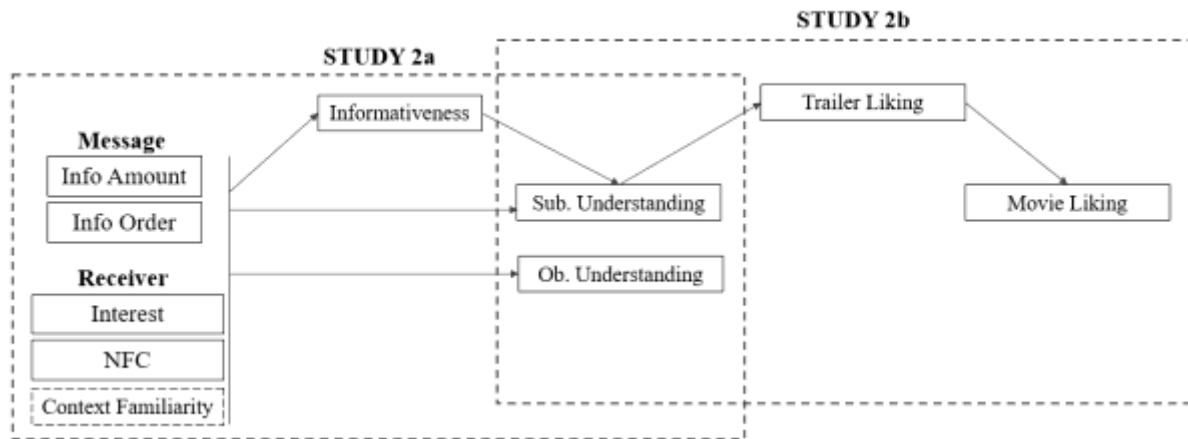 STUDY 2b
STUDY 2a
Informativeness
Trailer Liking
Message
Info Amount
Info Order
Sub. Understanding
Movie Liking
Receiver
Ob. Understanding
Interest
NFC
Context Familiarity